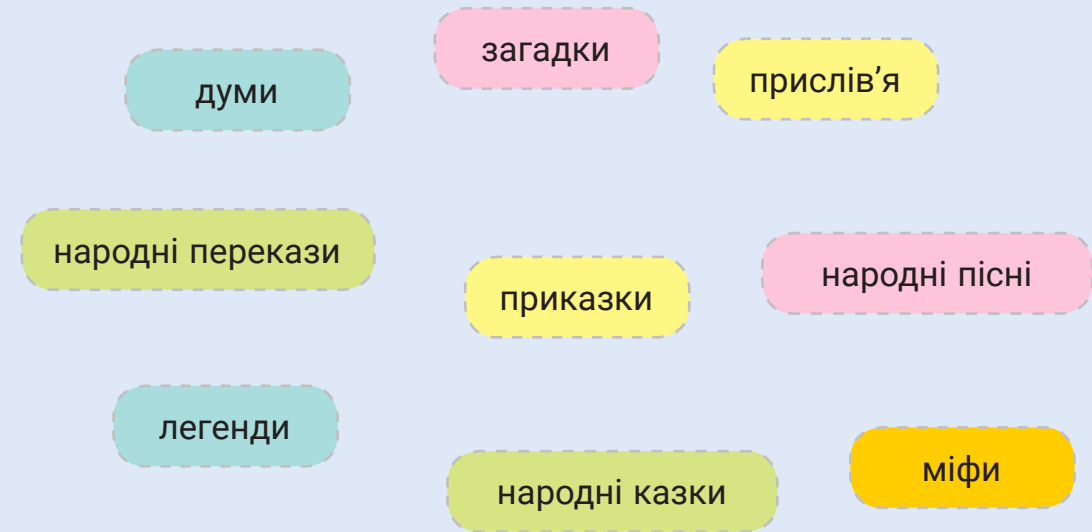 думи
загадки
прислів’я
народні перекази
приказки
народні пісні
легенди
народні казки
міфи